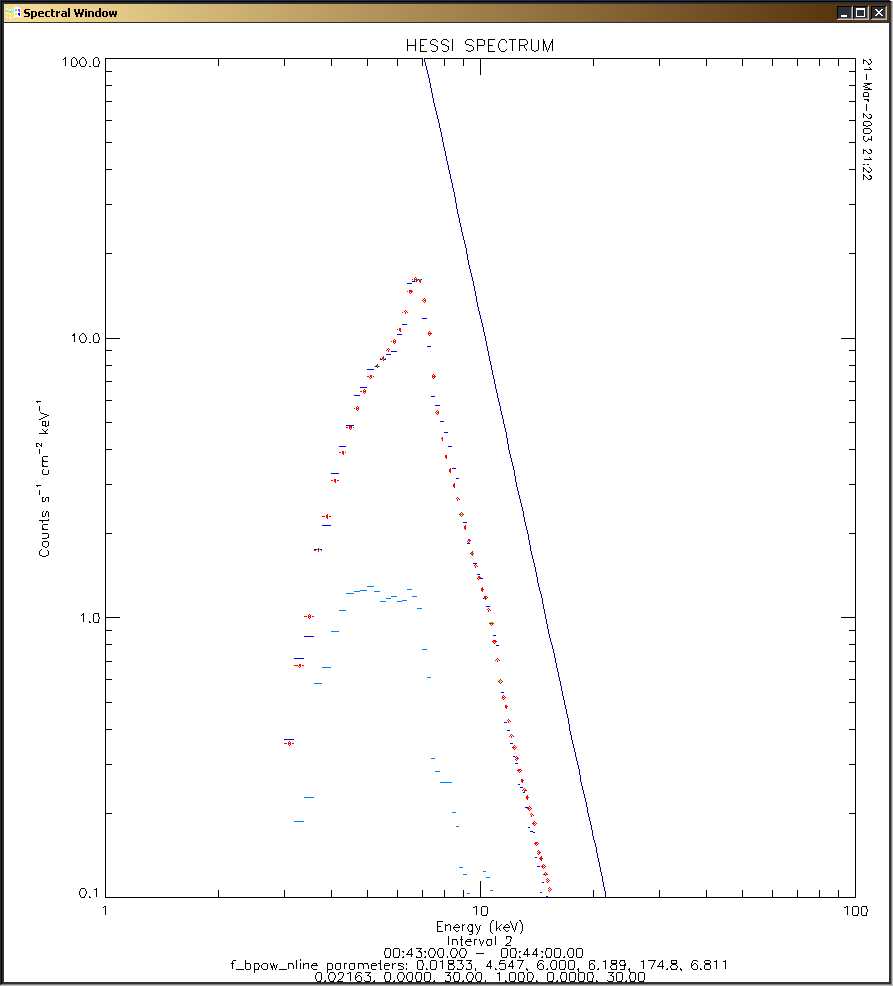 Spectral Window
HESSI SPECTRUM
21-Mar-2003 21:22
100.0
10.0
1.0
0.1
Counts s⁻¹ cm⁻² keV⁻¹
1 10 100
Energy (keV)
Interval 2
00:43:00.00 - 00:44:00.00
f_bpow_nline parameters: 0.01833, 4.547, 6.000, 6.189, 174.8, 6.811
0.02163, 0.0000, 30.00, 1.000, 0.0000, 30.00